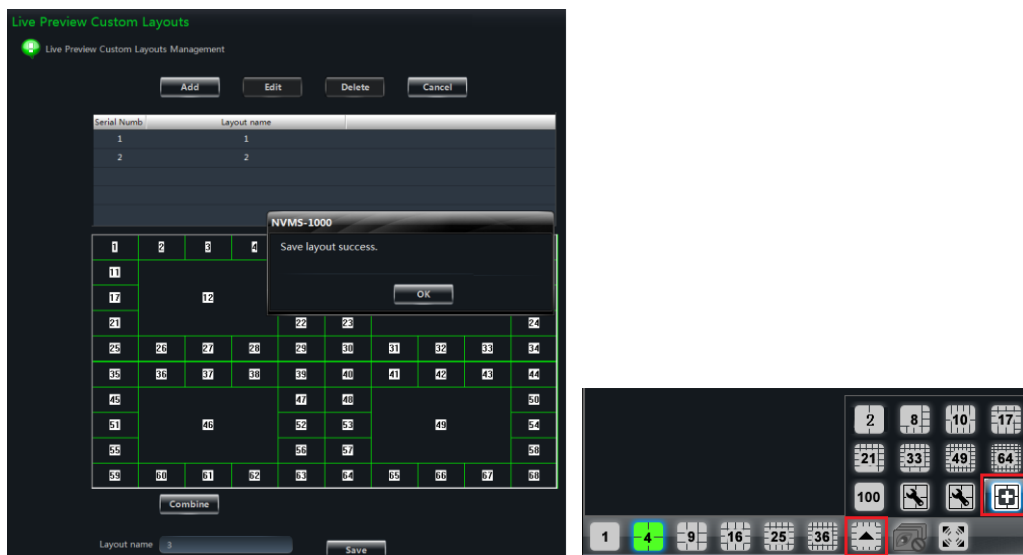 Live Preview Custom Layouts
Live Preview Custom Layouts Management
Add Edit Delete Cancel
Serial Numb Layout name
1 1
2 2
NVMS-1000
Save layout success.
OK
1 2 3 4
11
17 12
21 22 23 24
25 26 27 28 29 30 31 32 33 34
35 36 37 38 39 40 41 42 43 44
45 47 48 50
51 46 52 53 49 54
55 56 57 58
59 60 61 62 63 64 65 66 67 68
Combine
Layout name 3 Save
2 8 10 17
21 33 49 64
100
1 4 9 16 25 36